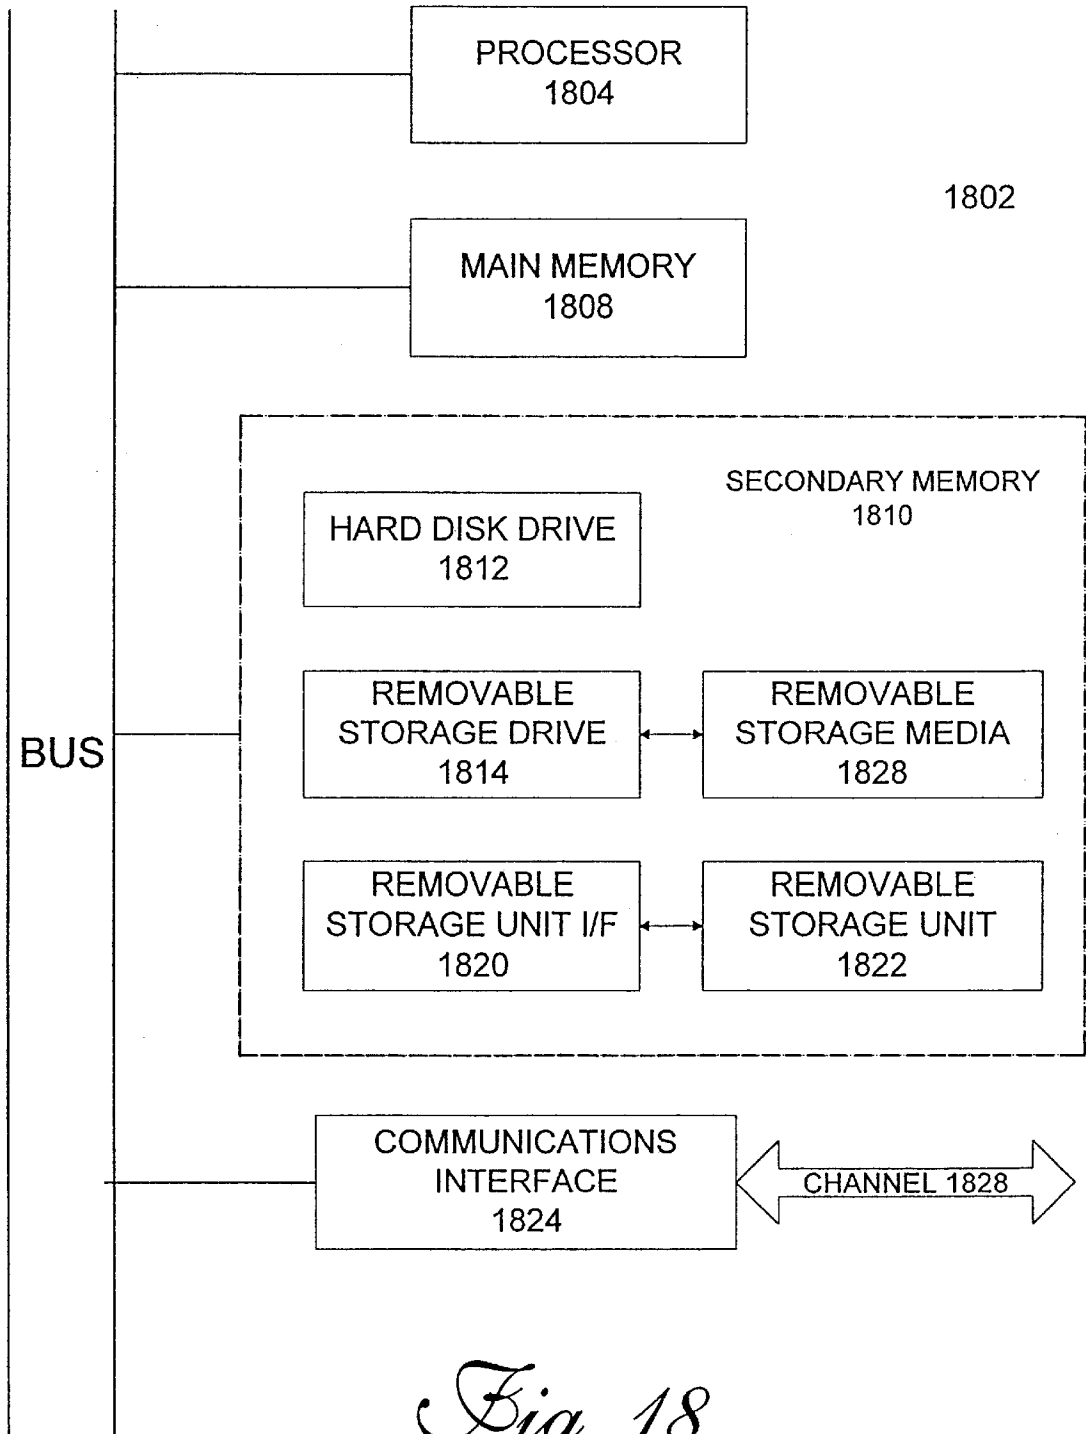 PROCESSOR
1804
1802
MAIN MEMORY
1808
SECONDARY MEMORY
1810
HARD DISK DRIVE
1812
REMOVABLE
STORAGE DRIVE
1814
REMOVABLE
STORAGE MEDIA
1828
BUS
REMOVABLE
STORAGE UNIT I/F
1820
REMOVABLE
STORAGE UNIT
1822
COMMUNICATIONS
INTERFACE
1824
CHANNEL 1828
Fig 18